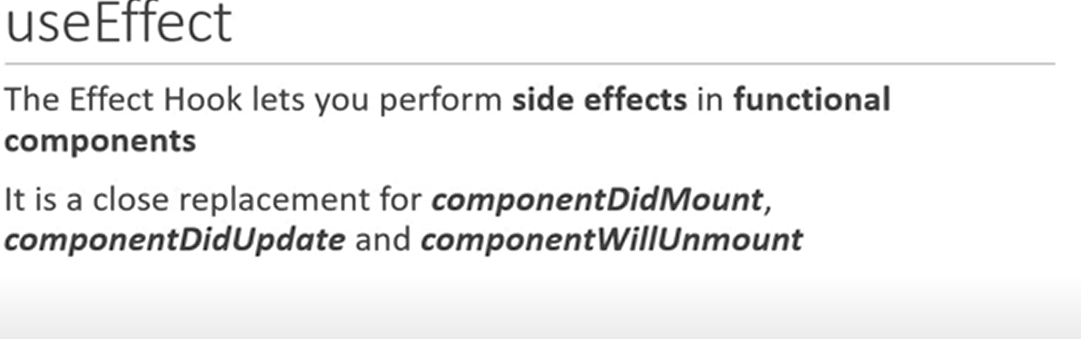 useEffect
The Effect Hook lets you perform side effects in functional
components
It is a close replacement for componentDidMount,
componentDidUpdate and componentWillUnmount